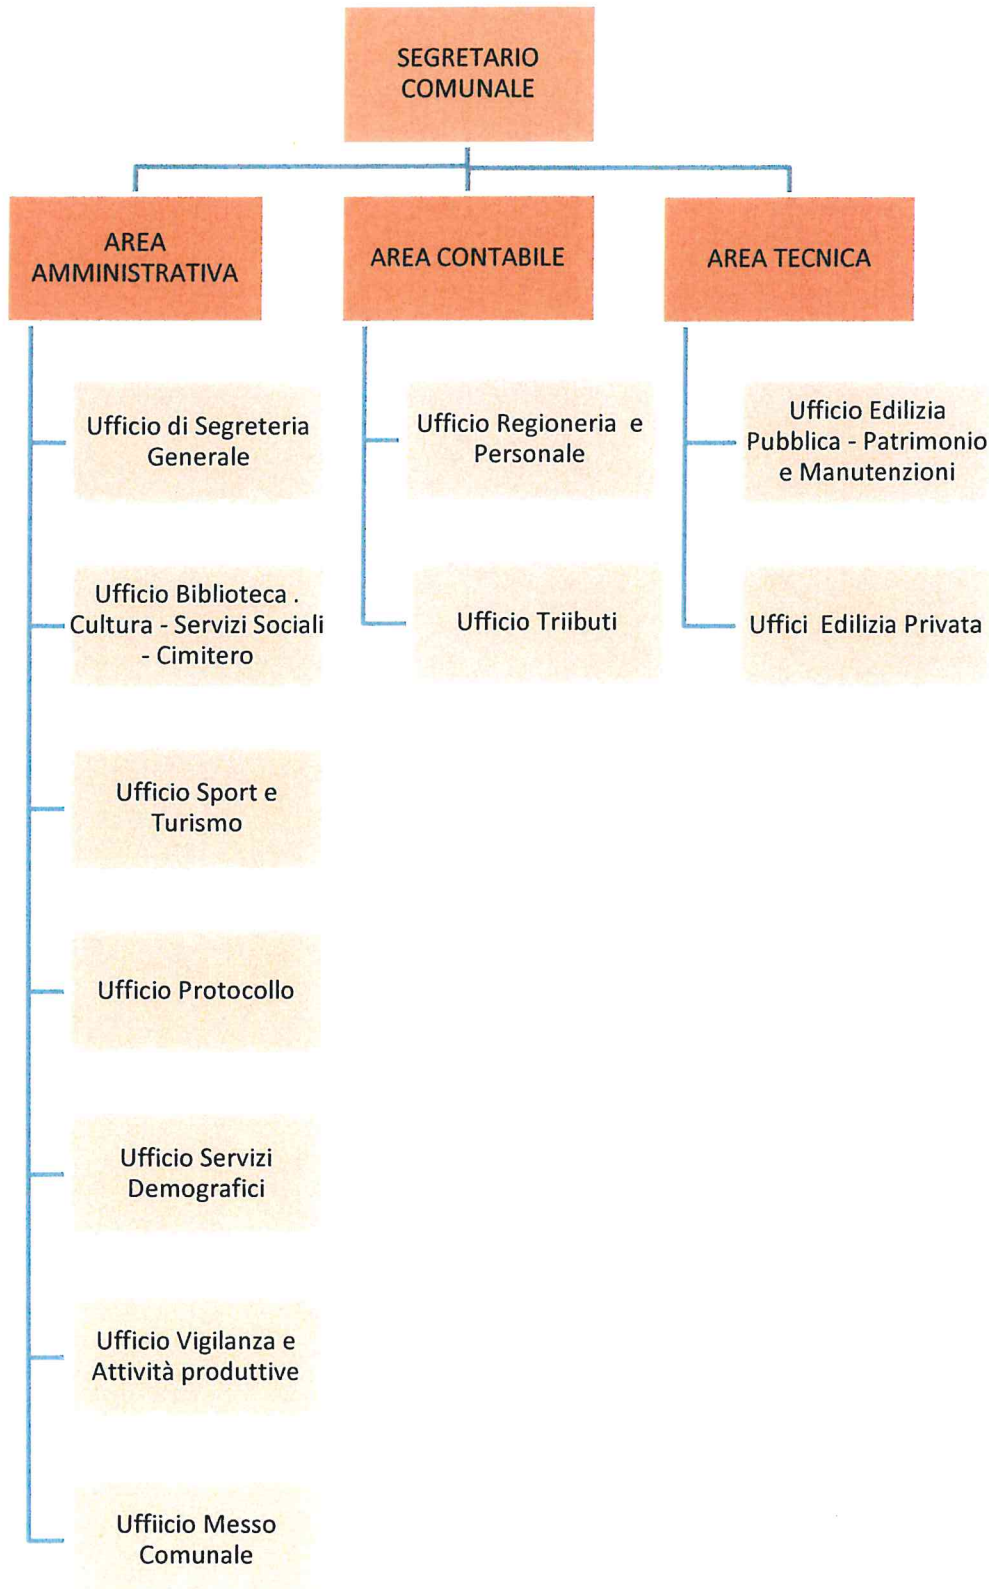 SEGRETARIO
COMUNALE
AREA
AMMINISTRATIVA
AREA CONTABILE
AREA TECNICA
Ufficio di Segreteria
Generale
Ufficio Biblioteca .
Cultura - Servizi Sociali
- Cimitero
Ufficio Sport e
Turismo
Ufficio Protocollo
Ufficio Servizi
Demografici
Ufficio Vigilanza e
Attività produttive
Uffiicio Messo
Comunale
Ufficio Regioneria e
Personale
Ufficio Triibuti
Ufficio Edilizia
Pubblica - Patrimonio
e Manutenzioni
Uffici Edilizia Privata